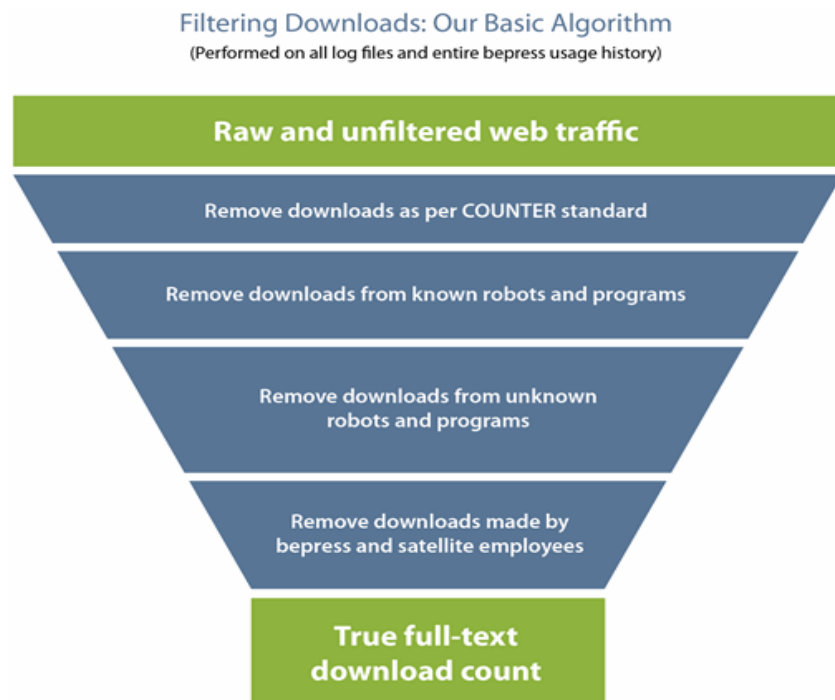 Filtering Downloads: Our Basic Algorithm
(Performed on all log files and entire bepress usage history)
Raw and unfiltered web traffic
Remove downloads as per COUNTER standard
Remove downloads from known robots and programs
Remove downloads from unknown
robots and programs
Remove downloads made by
bepress and satellite employees
True full-text
download count